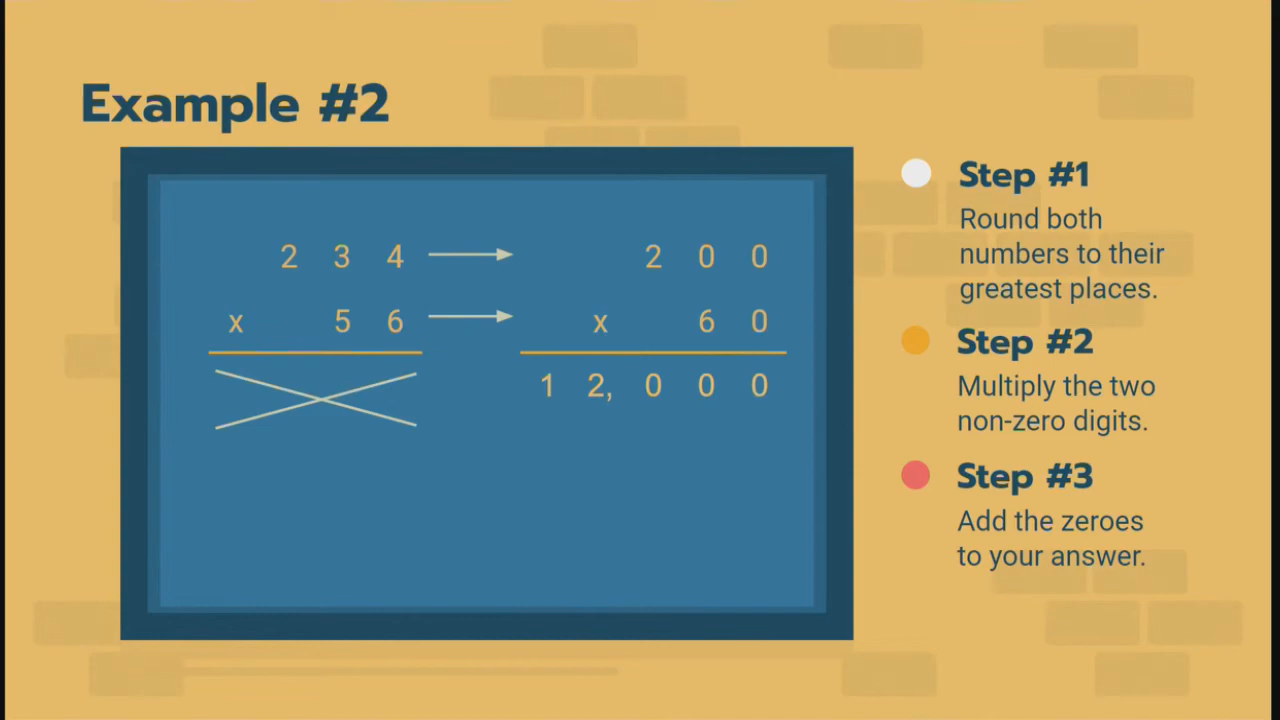 Example #2
2 3 4
x 5 6
2 0 0
x 6 0
1 2, 0 0 0
Step #1
Round both
numbers to their
greatest places.
Step #2
Multiply the two
non-zero digits.
Step #3
Add the zeroes
to your answer.